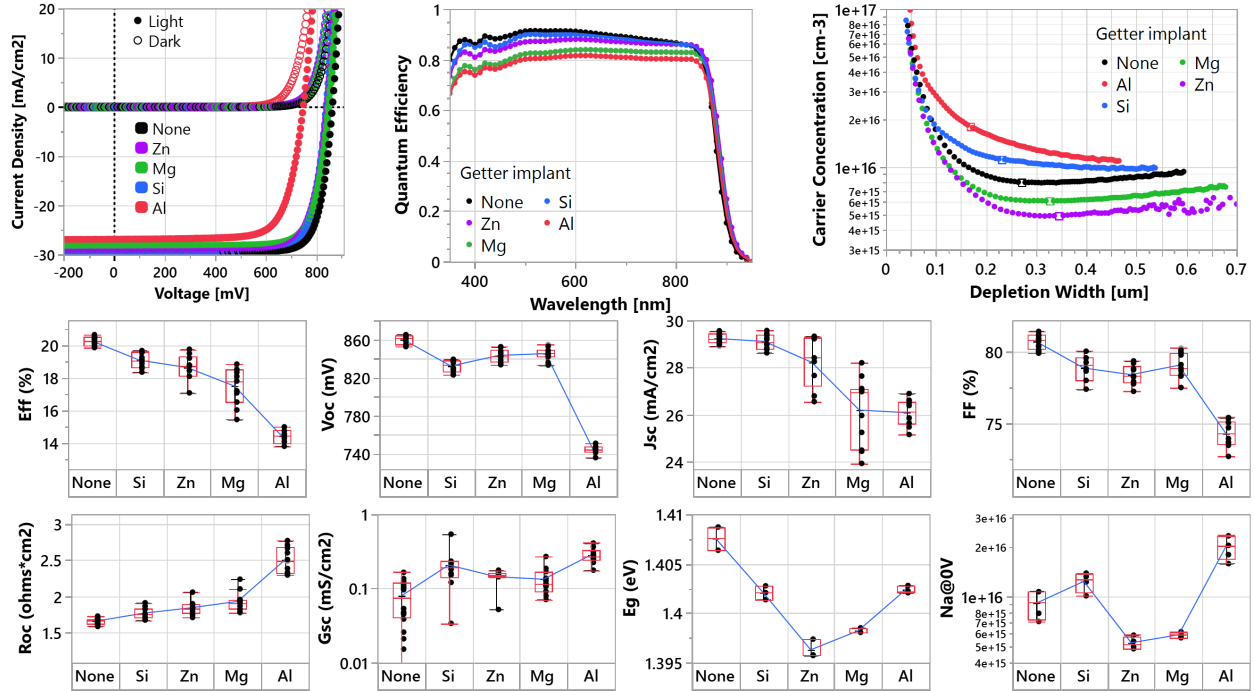 20
10
0
-10
-20
-30
-200
0
200
400
600
800
Current Density [mA/cm2]
Voltage [mV]
Light
Dark
None
Zn
Mg
Si
Al
1
0.8
0.6
0.4
0.2
0
400
600
800
Quantum Efficiency
Wavelength [nm]
Getter implant
None
Si
Zn
Al
Mg
1e+17
8e+16
7e+16
6e+16
5e+16
4e+16
3e+16
2e+16
1e+16
7e+15
6e+15
5e+15
4e+15
3e+15
0
0.1
0.2
0.3
0.4
0.5
0.6
0.7
Carrier Concentration [cm-3]
Depletion Width [um]
Getter implant
None
Mg
Al
Zn
Si
Eff (%)
20
18
16
14
None
Si
Zn
Mg
Al
Voc (mV)
860
820
780
740
None
Si
Zn
Mg
Al
Jsc (mA/cm2)
30
28
26
24
None
Si
Zn
Mg
Al
FF (%)
80
75
None
Si
Zn
Mg
Al
Roc (ohms*cm2)
3
2.5
2
1.5
None
Si
Zn
Mg
Al
Gsc (mS/cm2)
1
0.1
0.01
None
Si
Zn
Mg
Al
Eg (eV)
1.41
1.405
1.4
1.395
None
Si
Zn
Mg
Al
Na@0V
3e+16
2e+16
1e+16
8e+15
7e+15
6e+15
5e+15
4e+15
None
Si
Zn
Mg
Al